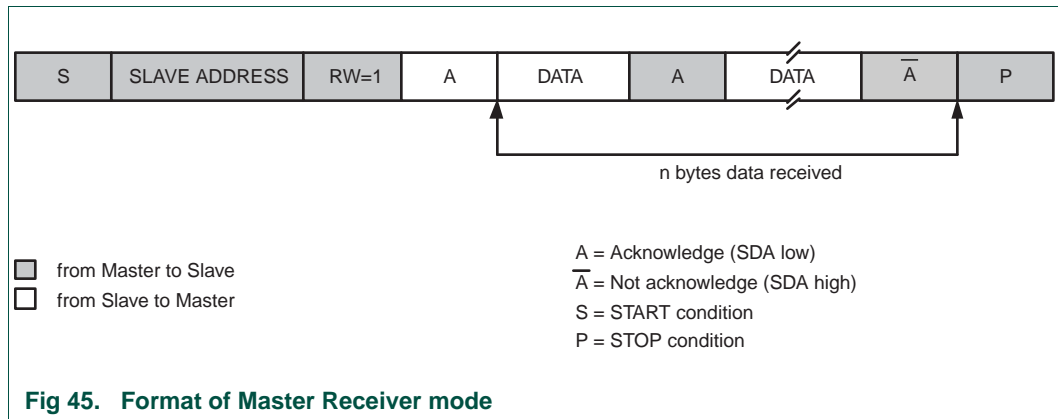 S SLAVE ADDRESS RW=1 A DATA A DATA A̅ P
n bytes data received
from Master to Slave
from Slave to Master
A = Acknowledge (SDA low)
A̅ = Not acknowledge (SDA high)
S = START condition
P = STOP condition
Fig 45. Format of Master Receiver mode